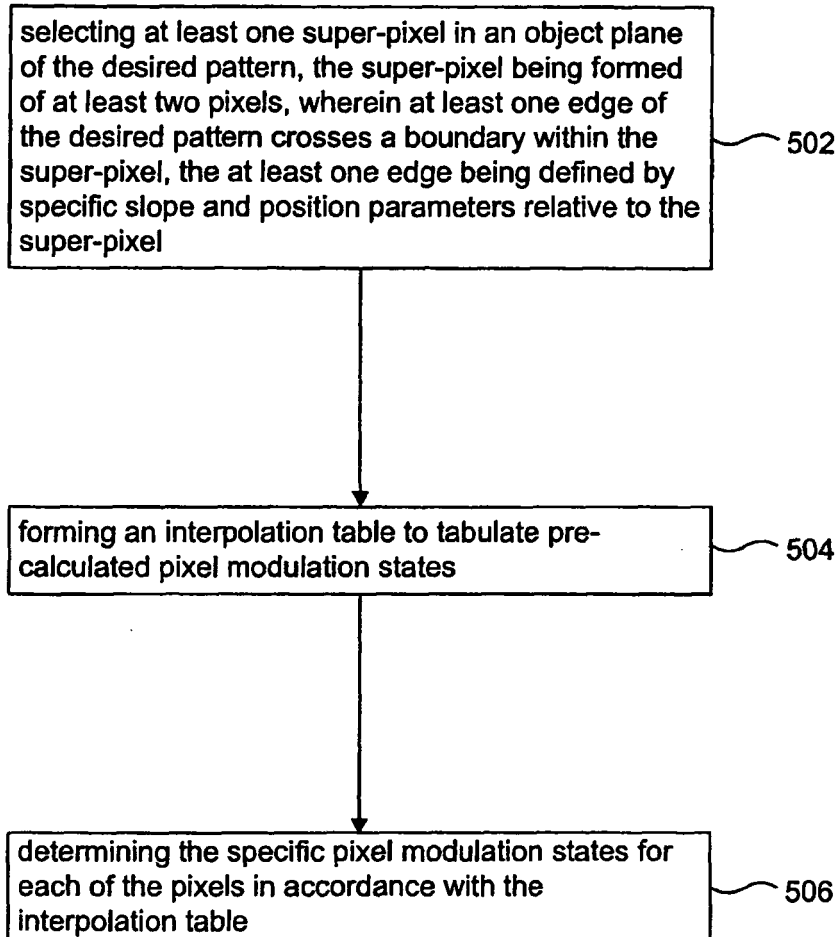 selecting at least one super-pixel in an object plane
of the desired pattern, the super-pixel being formed
of at least two pixels, wherein at least one edge of
the desired pattern crosses a boundary within the
super-pixel, the at least one edge being defined by
specific slope and position parameters relative to the
super-pixel
502
forming an interpolation table to tabulate pre-
calculated pixel modulation states
504
determining the specific pixel modulation states for
each of the pixels in accordance with the
interpolation table
506